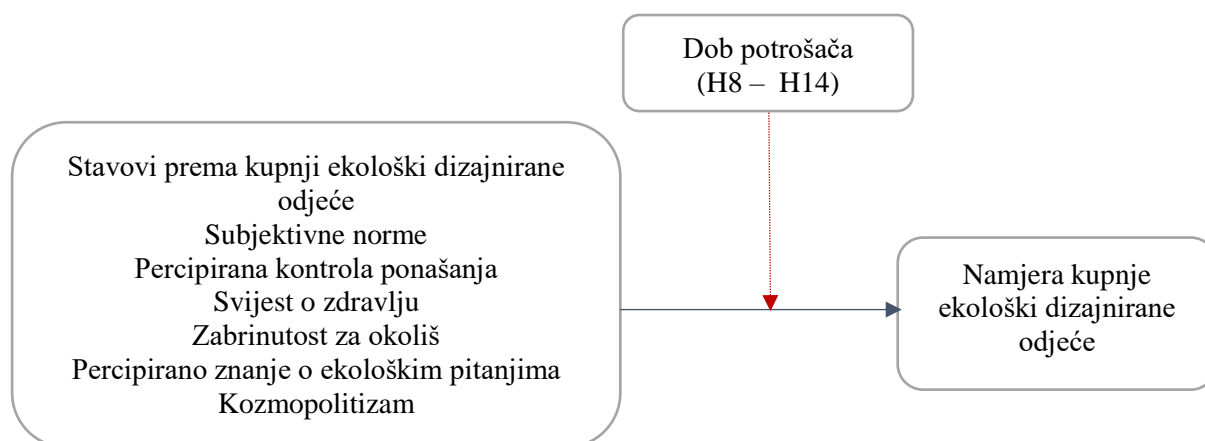 Dob potrošača
(H8 – H14)
Stavovi prema kupnji ekološki dizajnirane
odjeće
Subjektivne norme
Percipirana kontrola ponašanja
Svijest o zdravlju
Zabrinutost za okoliš
Percipirano znanje o ekološkim pitanjima
Kozmopolitizam
Namjera kupnje
ekološki dizajnirane
odjeće